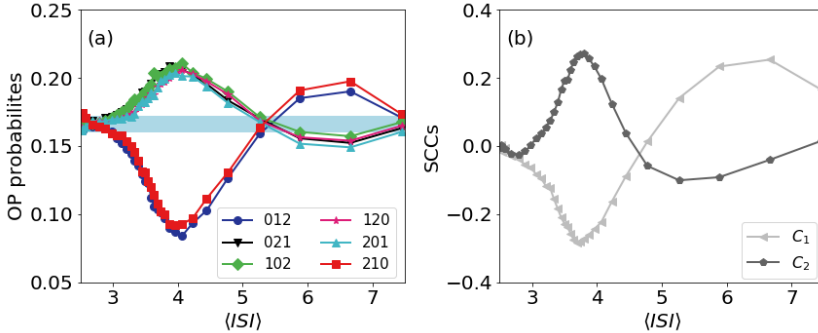 (a)
OP probabilites
0.25
0.20
0.15
0.10
0.05
012
120
021
201
102
210
3 4 5 6 7
⟨ISI⟩
(b)
SCCs
0.4
0.2
0.0
−0.2
−0.4
C₁
C₂
3 4 5 6 7
⟨ISI⟩